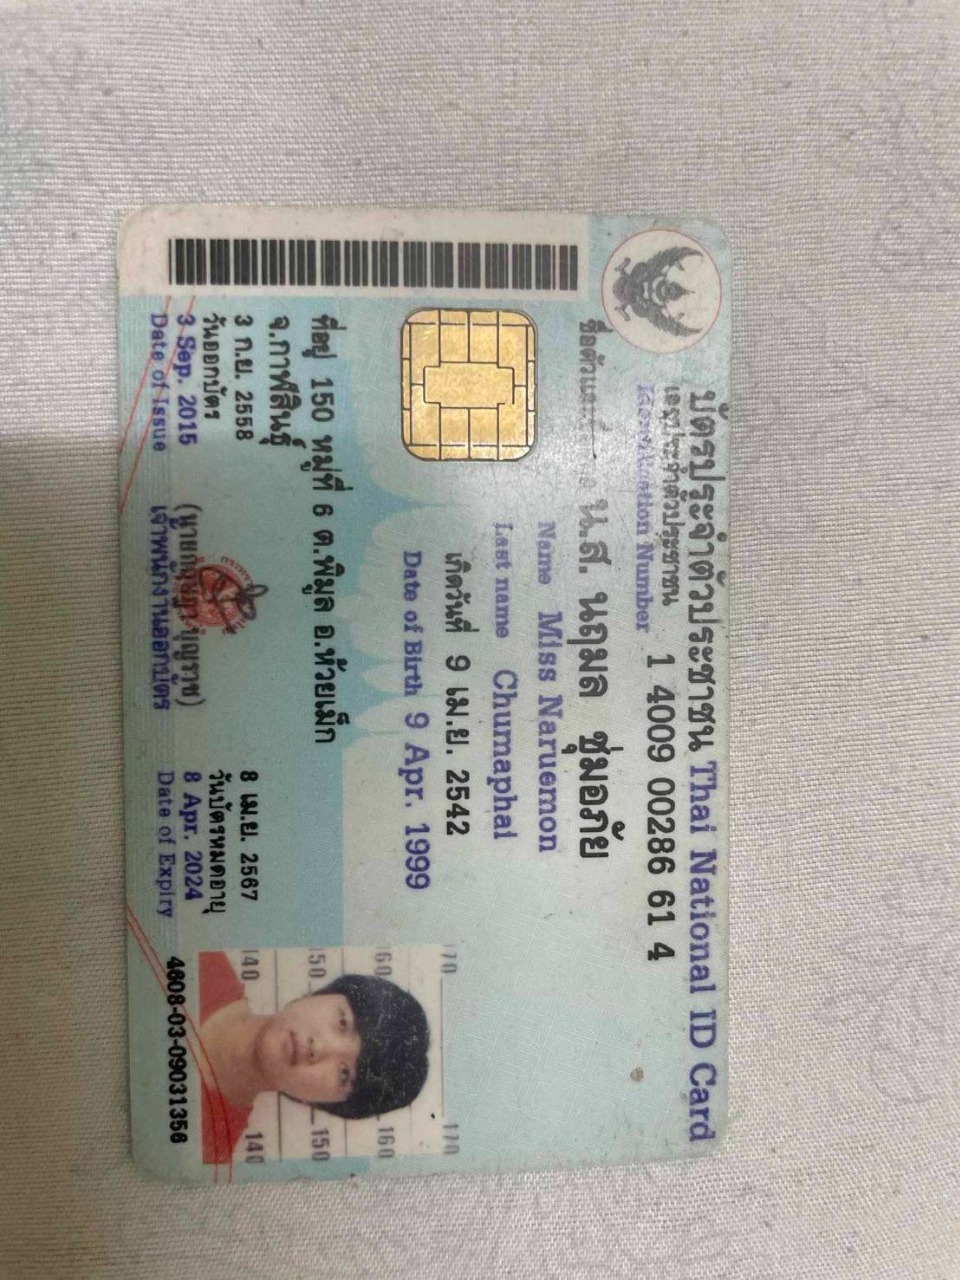 บัตรประจำตัวประชาชน Thai National ID Card
เลขประจำตัวประชาชน 1 4009 00286 61 4
Identification Number
น.ส. นฤมล ชุ่มอภัย
Name Miss Naruemon
Last name Chumaphai
เกิดวันที่ 9 เม.ย. 2542
Date of Birth 9 Apr. 1999
ที่อยู่ 150 หมู่ที่ 6 ต.พิมูล อ.ห้วยเม็ก
จ.กาฬสินธุ์
3 ก.ย. 2558
วันออกบัตร
3 Sep. 2015
Date of Issue
เจ้าพนักงานออกบัตร
8 เม.ย. 2567
วันบัตรหมดอายุ
8 Apr. 2024
Date of Expiry
170 170
160 160
150 150
140 140
4608-03-09031356